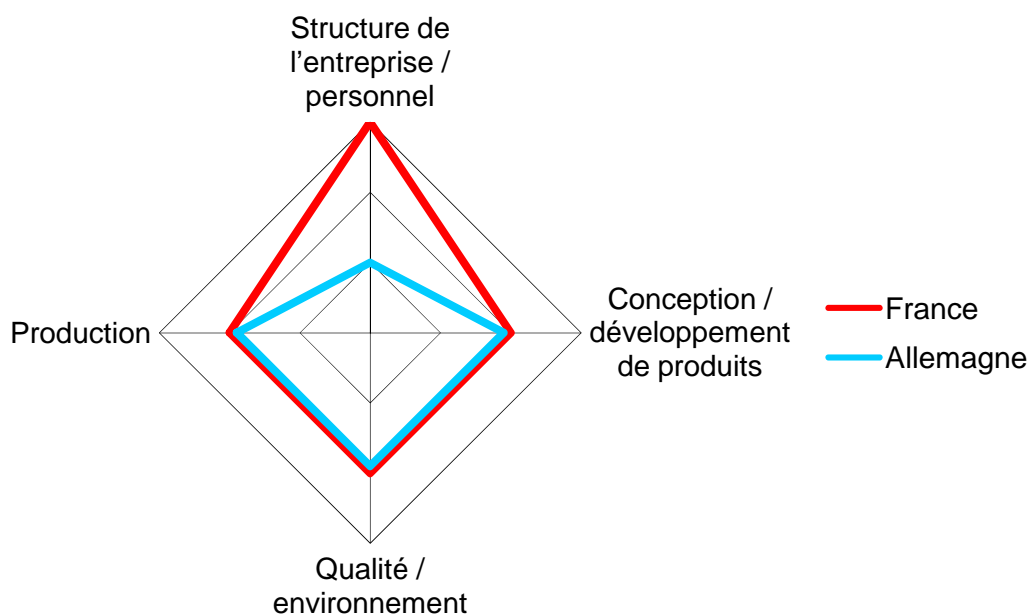 Structure de
l’entreprise /
personnel
Production
Conception /
développement
de produits
France
Allemagne
Qualité /
environnement